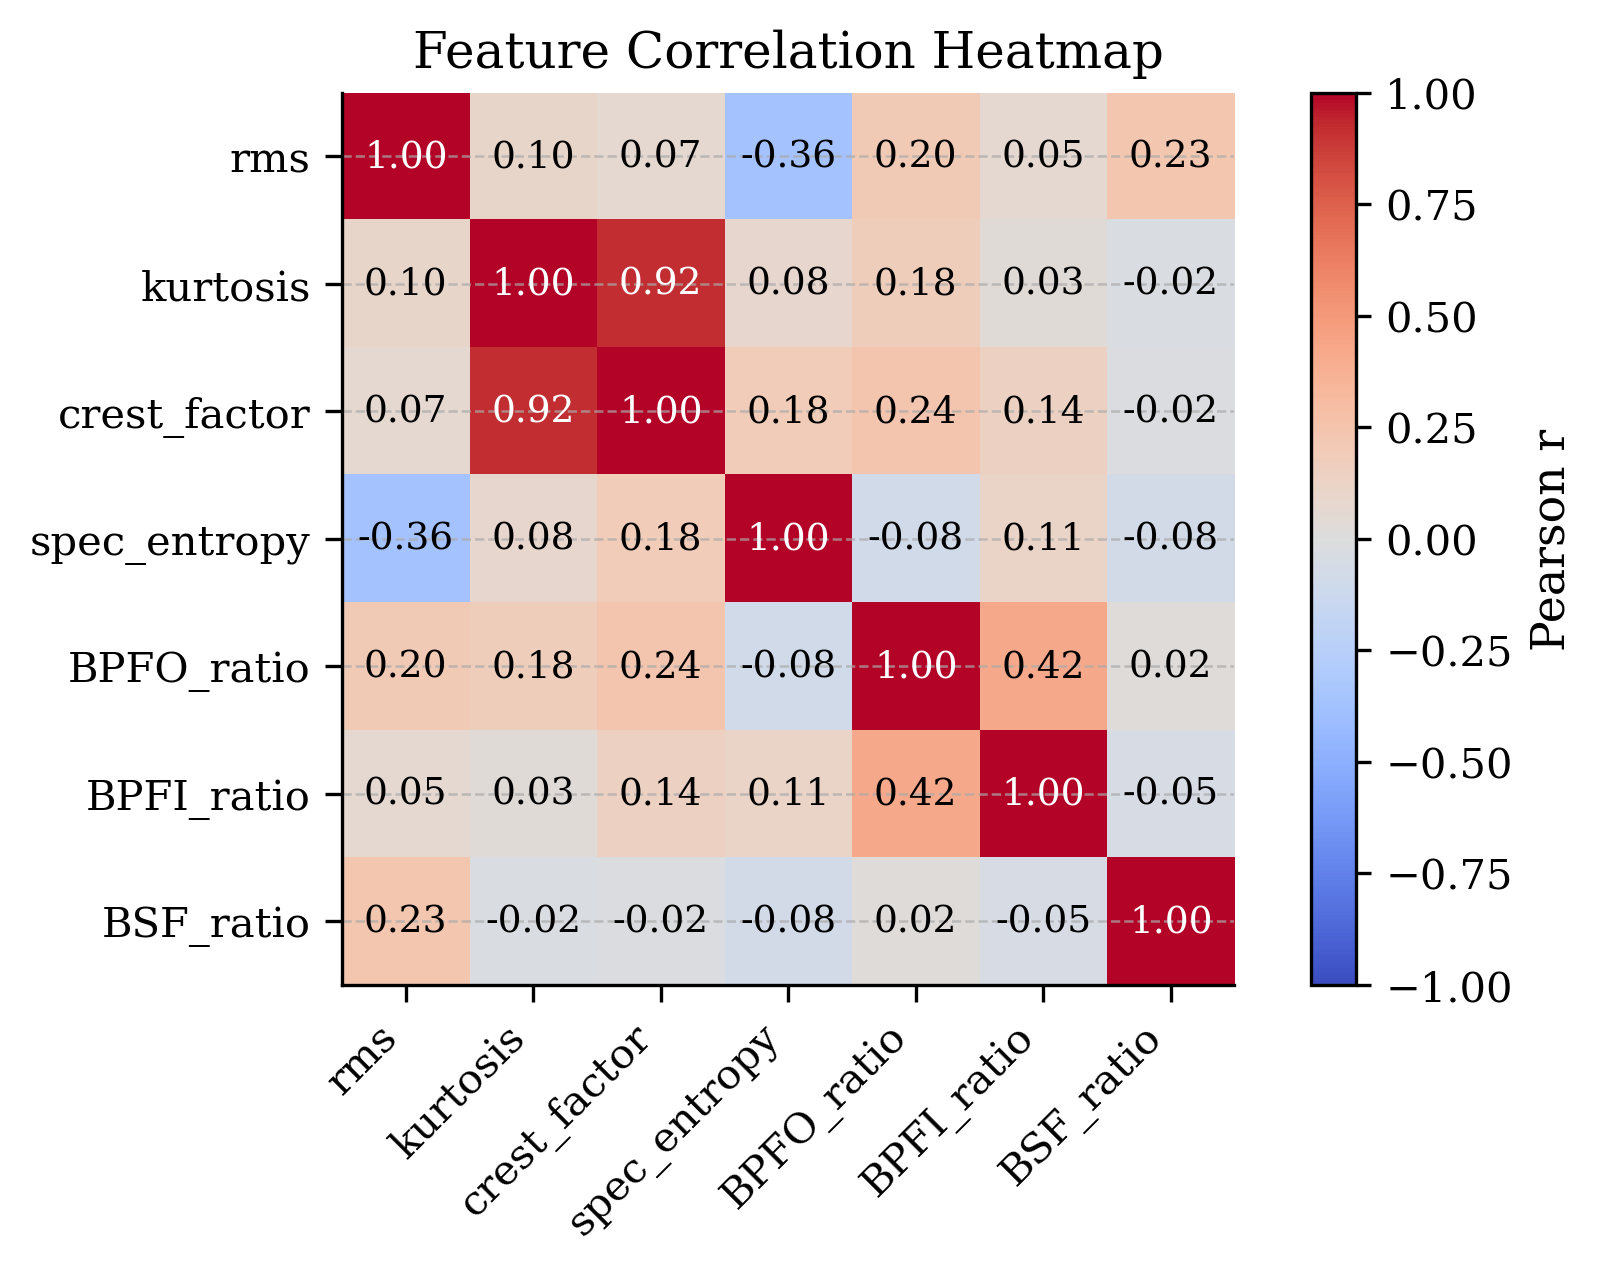 Feature Correlation Heatmap
rms 1.00 0.10 0.07 -0.36 0.20 0.05 0.23
kurtosis 0.10 1.00 0.92 0.08 0.18 0.03 -0.02
crest_factor 0.07 0.92 1.00 0.18 0.24 0.14 -0.02
spec_entropy -0.36 0.08 0.18 1.00 -0.08 0.11 -0.08
BPFO_ratio 0.20 0.18 0.24 -0.08 1.00 0.42 0.02
BPFI_ratio 0.05 0.03 0.14 0.11 0.42 1.00 -0.05
BSF_ratio 0.23 -0.02 -0.02 -0.08 0.02 -0.05 1.00
rms kurtosis crest_factor spec_entropy BPFO_ratio BPFI_ratio BSF_ratio
1.00
0.75
0.50
0.25
0.00
−0.25
−0.50
−0.75
−1.00
Pearson r